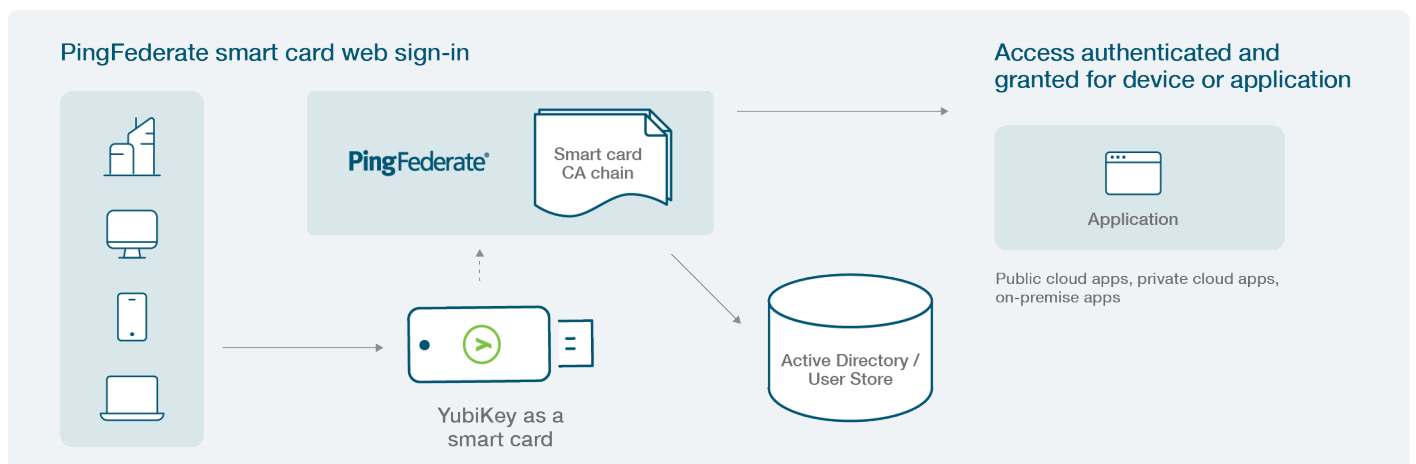 PingFederate smart card web sign-in
PingFederate®
Smart card
CA chain
YubiKey as a
smart card
Active Directory /
User Store
Access authenticated and
granted for device or application
Application
Public cloud apps, private cloud apps,
on-premise apps
y